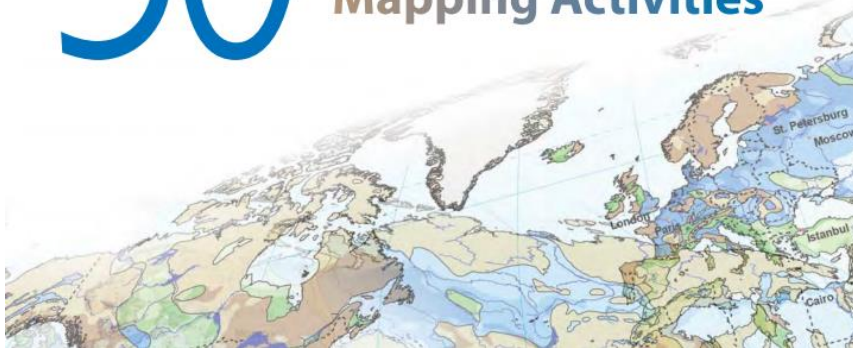 Mapping Activities
St. Petersburg
Moscow
London
Paris
Istanbul
Cairo